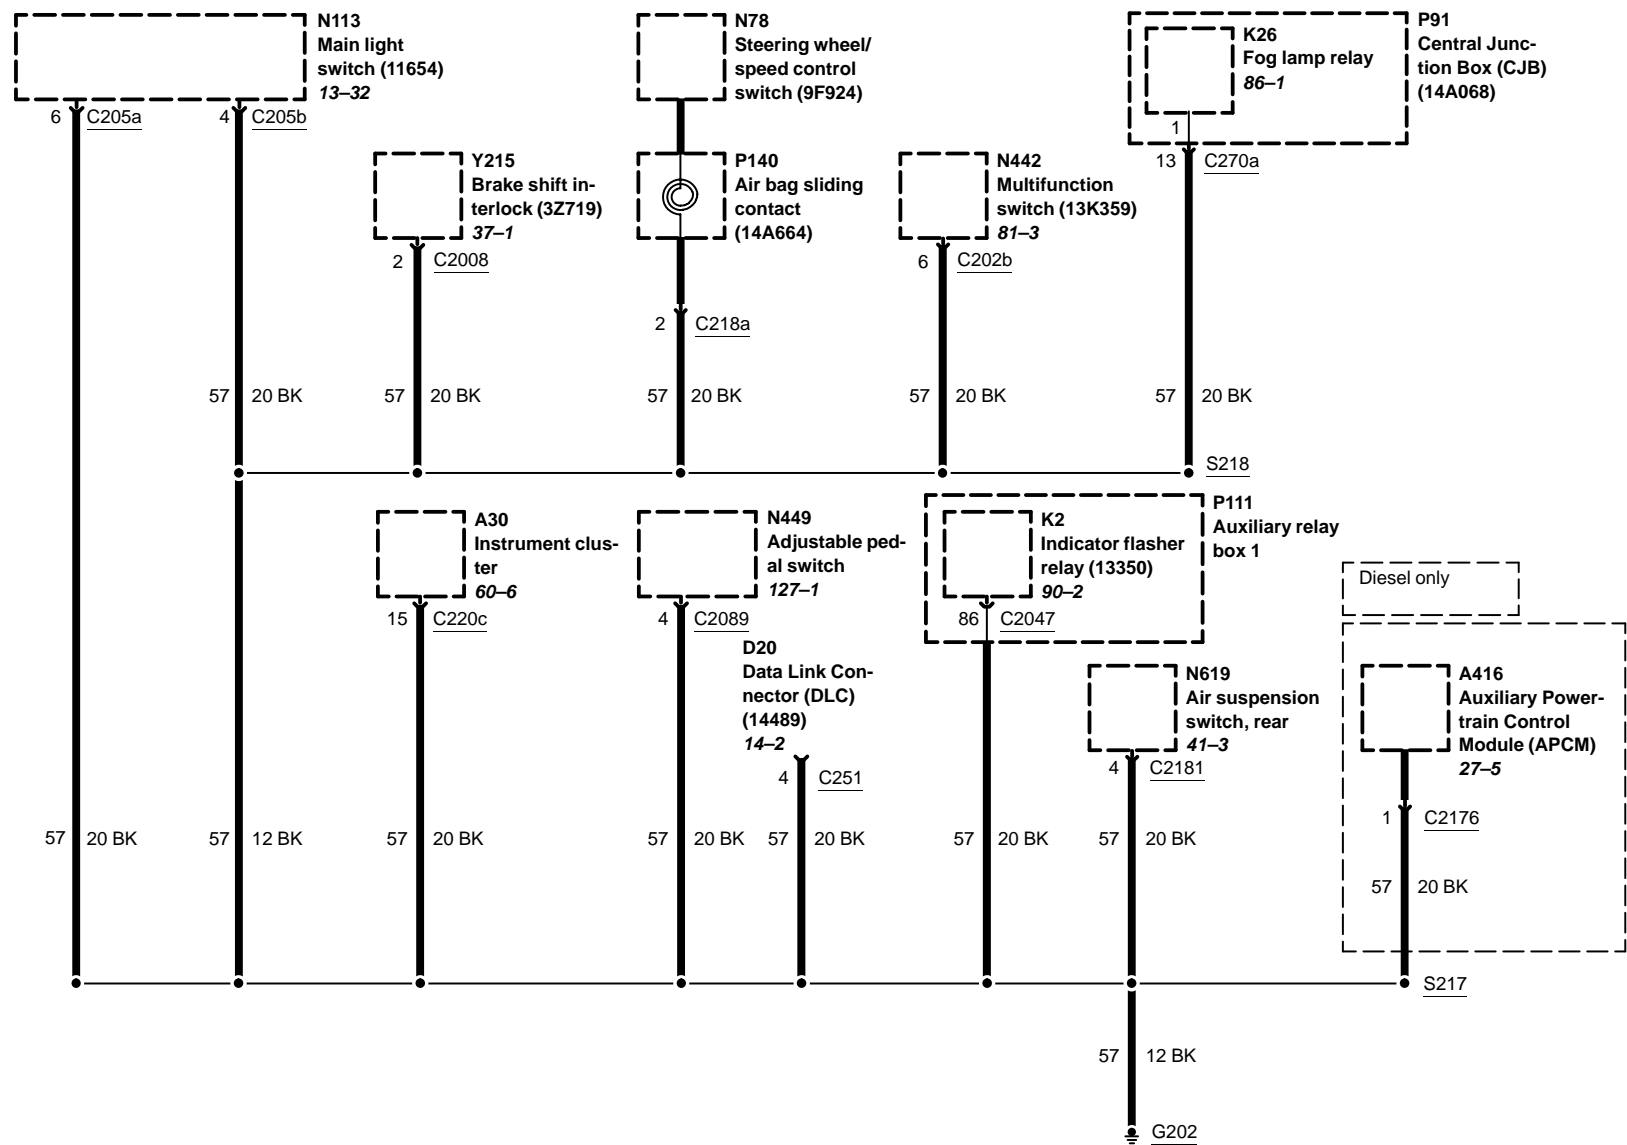 N113
Main light
switch (11654)
13–32
N78
Steering wheel/
speed control
switch (9F924)
K26
Fog lamp relay
86–1
P91
Central Junc-
tion Box (CJB)
(14A068)
6 C205a
4 C205b
1
13 C270a
Y215
Brake shift in-
terlock (3Z719)
37–1
P140
Air bag sliding
contact
(14A664)
N442
Multifunction
switch (13K359)
81–3
2 C2008
6 C202b
2 C218a
57 20 BK
57 20 BK
57 20 BK
57 20 BK
57 20 BK
S218
A30
Instrument clus-
ter
60–6
N449
Adjustable ped-
al switch
127–1
K2
Indicator flasher
relay (13350)
90–2
P111
Auxiliary relay
box 1
Diesel only
15 C220c
4 C2089
86 C2047
D20
Data Link Con-
nector (DLC)
(14489)
14–2
N619
Air suspension
switch, rear
41–3
A416
Auxiliary Power-
train Control
Module (APCM)
27–5
4 C251
4 C2181
1 C2176
57 20 BK
57 12 BK
57 20 BK
57 20 BK
57 20 BK
57 20 BK
57 20 BK
57 20 BK
S217
57 12 BK
G202